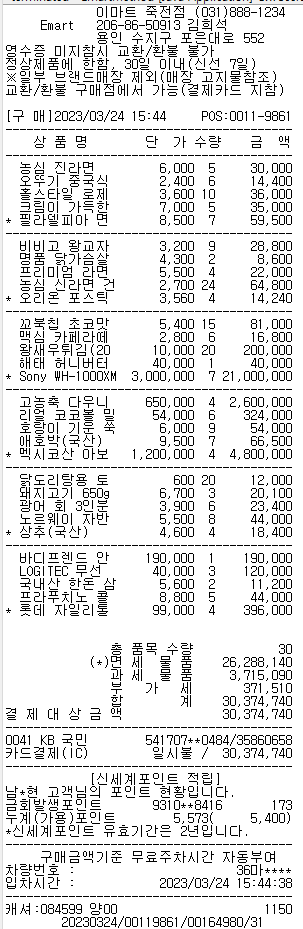 이마트 죽전점 (031)888-1234
Emart 206-86-50913 김희석
용인 수지구 포은대로 552
영수증 미지참시 교환/환불 불가
정상제품에 한함, 30일 이내(신선 7일)
※일부 브랜드매장 제외(매장 고지물참조)
교환/환불 구매점에서 가능(결제카드 지참)
[구 매]2023/03/24 15:44 POS:0011-9861
상 품 명 단 가 수량 금 액
농심 진라면 6,000 5 30,000
오뚜기 중국식 2,400 6 14,400
홀스타일 로제 3,600 10 36,000
크림이 가득한 7,000 5 35,000
* 필라델피아 면 8,500 7 59,500
비비고 왕교자 3,200 9 28,800
명품 닭가슴살 4,300 2 8,600
프리미엄 라면 5,500 4 22,000
농심 신라면 건 2,700 24 64,800
* 오리온 포스틱 3,560 4 14,240
꼬북칩 초코맛 5,400 15 81,000
맥심 카페라떼 2,800 6 16,800
왕새우튀김(20 10,000 20 200,000
해태 허니버터 40,000 1 40,000
* Sony WH-1000XM 3,000,000 7 21,000,000
고농축 다우니 650,000 4 2,600,000
리얼 코코볼 밀 54,000 6 324,000
호랑이 기운 쑥 6,000 9 54,000
애호박(국산) 9,500 7 66,500
* 멕시코산 아보 1,200,000 4 4,800,000
닭도리탕용 토 600 20 12,000
돼지고기 650g 6,700 3 20,100
광어 회 3인분 3,900 6 23,400
노르웨이 자반 5,500 8 44,000
* 상추(국산) 4,600 4 18,400
바디프렌드 안 190,000 1 190,000
LOGITEC 무선 40,000 3 120,000
국내산 한돈 삼 5,600 2 11,200
프라푸치노 콜 8,800 5 44,000
* 롯데 자일리톨 99,000 4 396,000
총 품목 수량 30
(*)면 세 물 품 26,288,140
과 세 물 품 3,715,090
부 가 세 371,510
합 계 30,374,740
결 제 대 상 금 액 30,374,740
0041 KB 국민 541707**0484/35860658
카드결제(IC) 일시불 / 30,374,740
[신세계포인트 적립]
남*현 고객님의 포인트 현황입니다.
금회발생포인트 9310**8416 173
누계(가용)포인트 5,573( 5,400)
*신세계포인트 유효기간은 2년입니다.
구매금액기준 무료주차시간 자동부여
차량번호 : 36마****
입차시간 : 2023/03/24 15:44:38
캐셔:084599 양00 1150
20230324/00119861/00164980/31